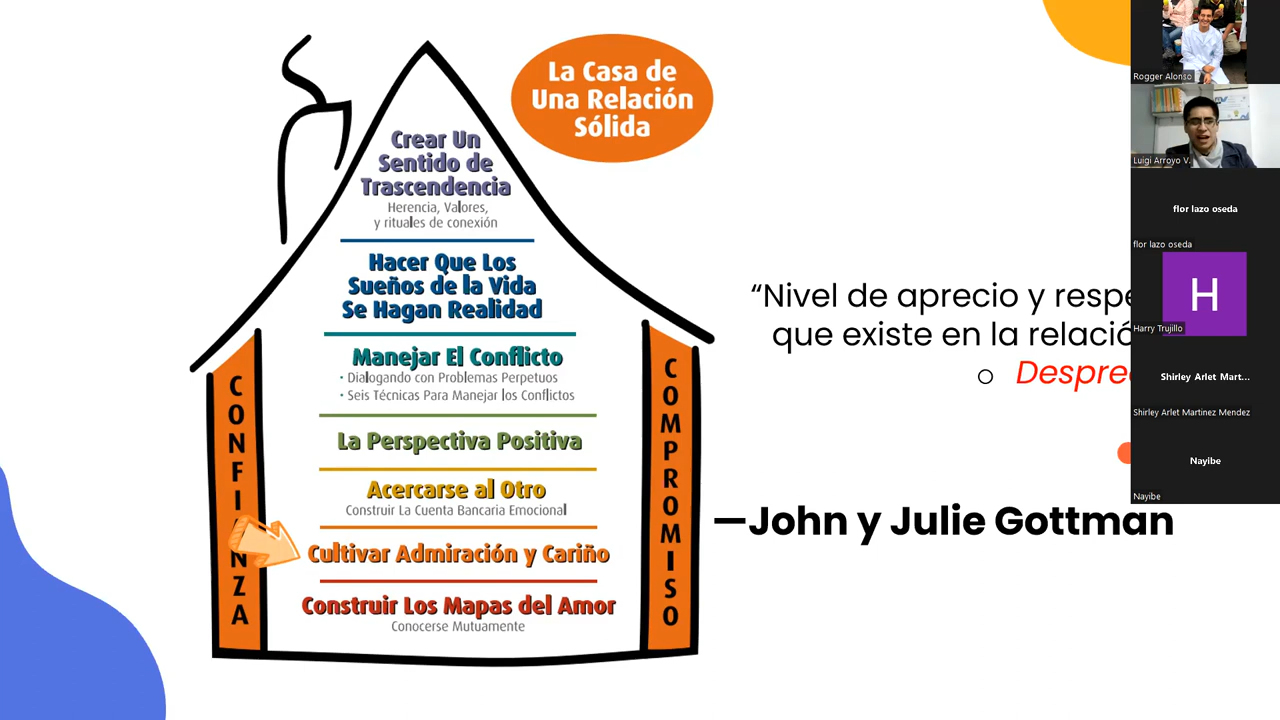 La Casa de
Una Relación
Sólida
Crear Un
Sentido de
Trascendencia
Herencia, Valores,
y rituales de conexión
Hacer Que Los
Sueños de la Vida
Se Hagan Realidad
Manejar El Conflicto
• Dialogando con Problemas Perpetuos
• Seis Técnicas Para Manejar los Conflictos
La Perspectiva Positiva
Acercarse al Otro
Construir La Cuenta Bancaria Emocional
Cultivar Admiración y Cariño
Construir Los Mapas del Amor
Conocerse Mutuamente
CONFIANZA
COMPROMISO
“Nivel de aprecio y
que existe en la
—John y Julie Gottman
Rogger Alonso
Luigi Arroyo V.
flor lazo oseda
flor lazo oseda
H
Harry Trujillo
Shirley Arlet Mart...
Shirley Arlet Martinez Mendez
Nayibe
Nayibe